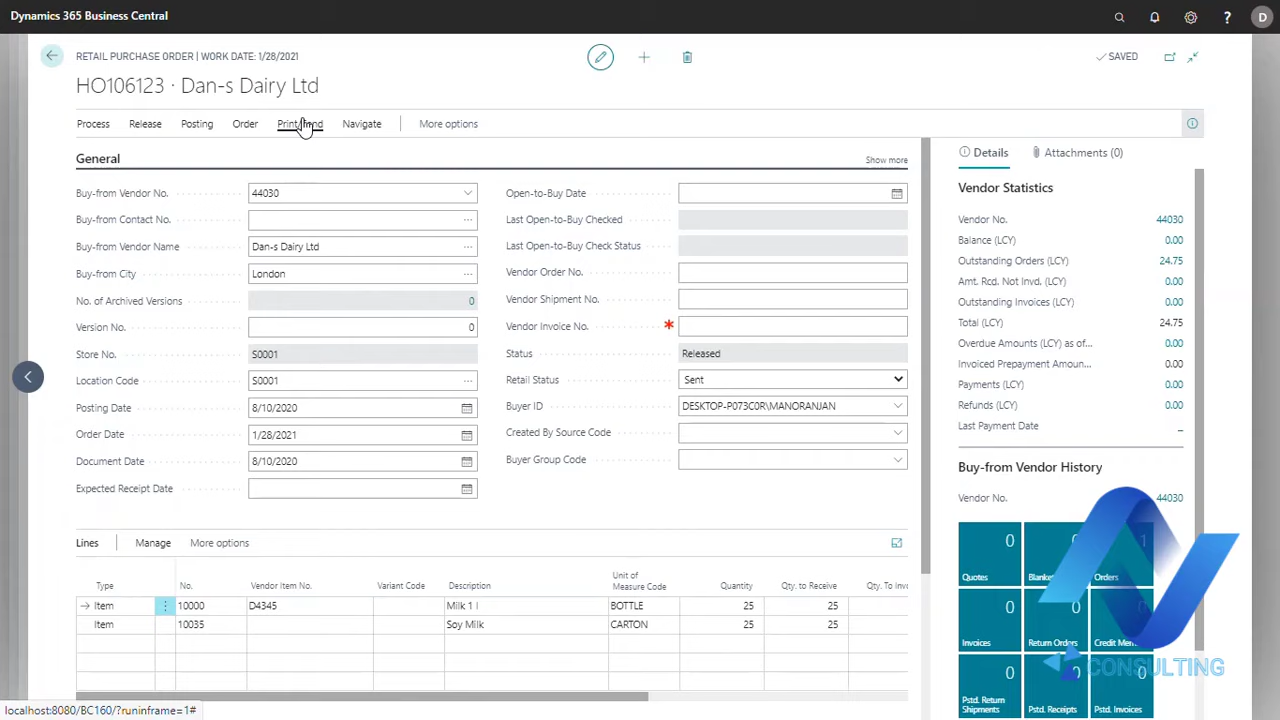 Dynamics 365 Business Central
?
D
RETAIL PURCHASE ORDER | WORK DATE: 1/28/2021
SAVED
HO106123 · Dan-s Dairy Ltd
Process Release Posting Order Print/Send Navigate More options
General
Show more
Buy-from Vendor No. 44030
Buy-from Contact No.
Buy-from Vendor Name Dan-s Dairy Ltd
Buy-from City London
No. of Archived Versions 0
Version No. 0
Store No. S0001
Location Code S0001
Posting Date 8/10/2020
Order Date 1/28/2021
Document Date 8/10/2020
Expected Receipt Date
Open-to-Buy Date
Last Open-to-Buy Checked
Last Open-to-Buy Check Status
Vendor Order No.
Vendor Shipment No.
Vendor Invoice No. *
Status Released
Retail Status Sent
Buyer ID DESKTOP-P073C0R\MANORANJAN
Created By Source Code
Buyer Group Code
Lines Manage More options
Type No. Vendor Item No. Variant Code Description Unit of Measure Code Quantity Qty. to Receive Qty. To Invo
Item 10000 D4345 Milk 1 l BOTTLE 25 25
Item 10035 Soy Milk CARTON 25 25
Details Attachments (0)
Vendor Statistics
Vendor No. 44030
Balance (LCY) 0.00
Outstanding Orders (LCY) 24.75
Amt. Rcd. Not Invd. (LCY) 0.00
Outstanding Invoices (LCY) 0.00
Total (LCY) 24.75
Overdue Amounts (LCY) as of... 0.00
Invoiced Prepayment Amoun... 0.00
Payments (LCY) 0.00
Refunds (LCY) 0.00
Last Payment Date _
Buy-from Vendor History
Vendor No. 44030
0 1
Quotes Orders
0 0 0
Invoices Return Orders
0 0 0
Pstd. Return Shipments Pstd. Receipts Pstd. Invoices
CONSULTING
localhost:8080/BC160/?runinframe=1#